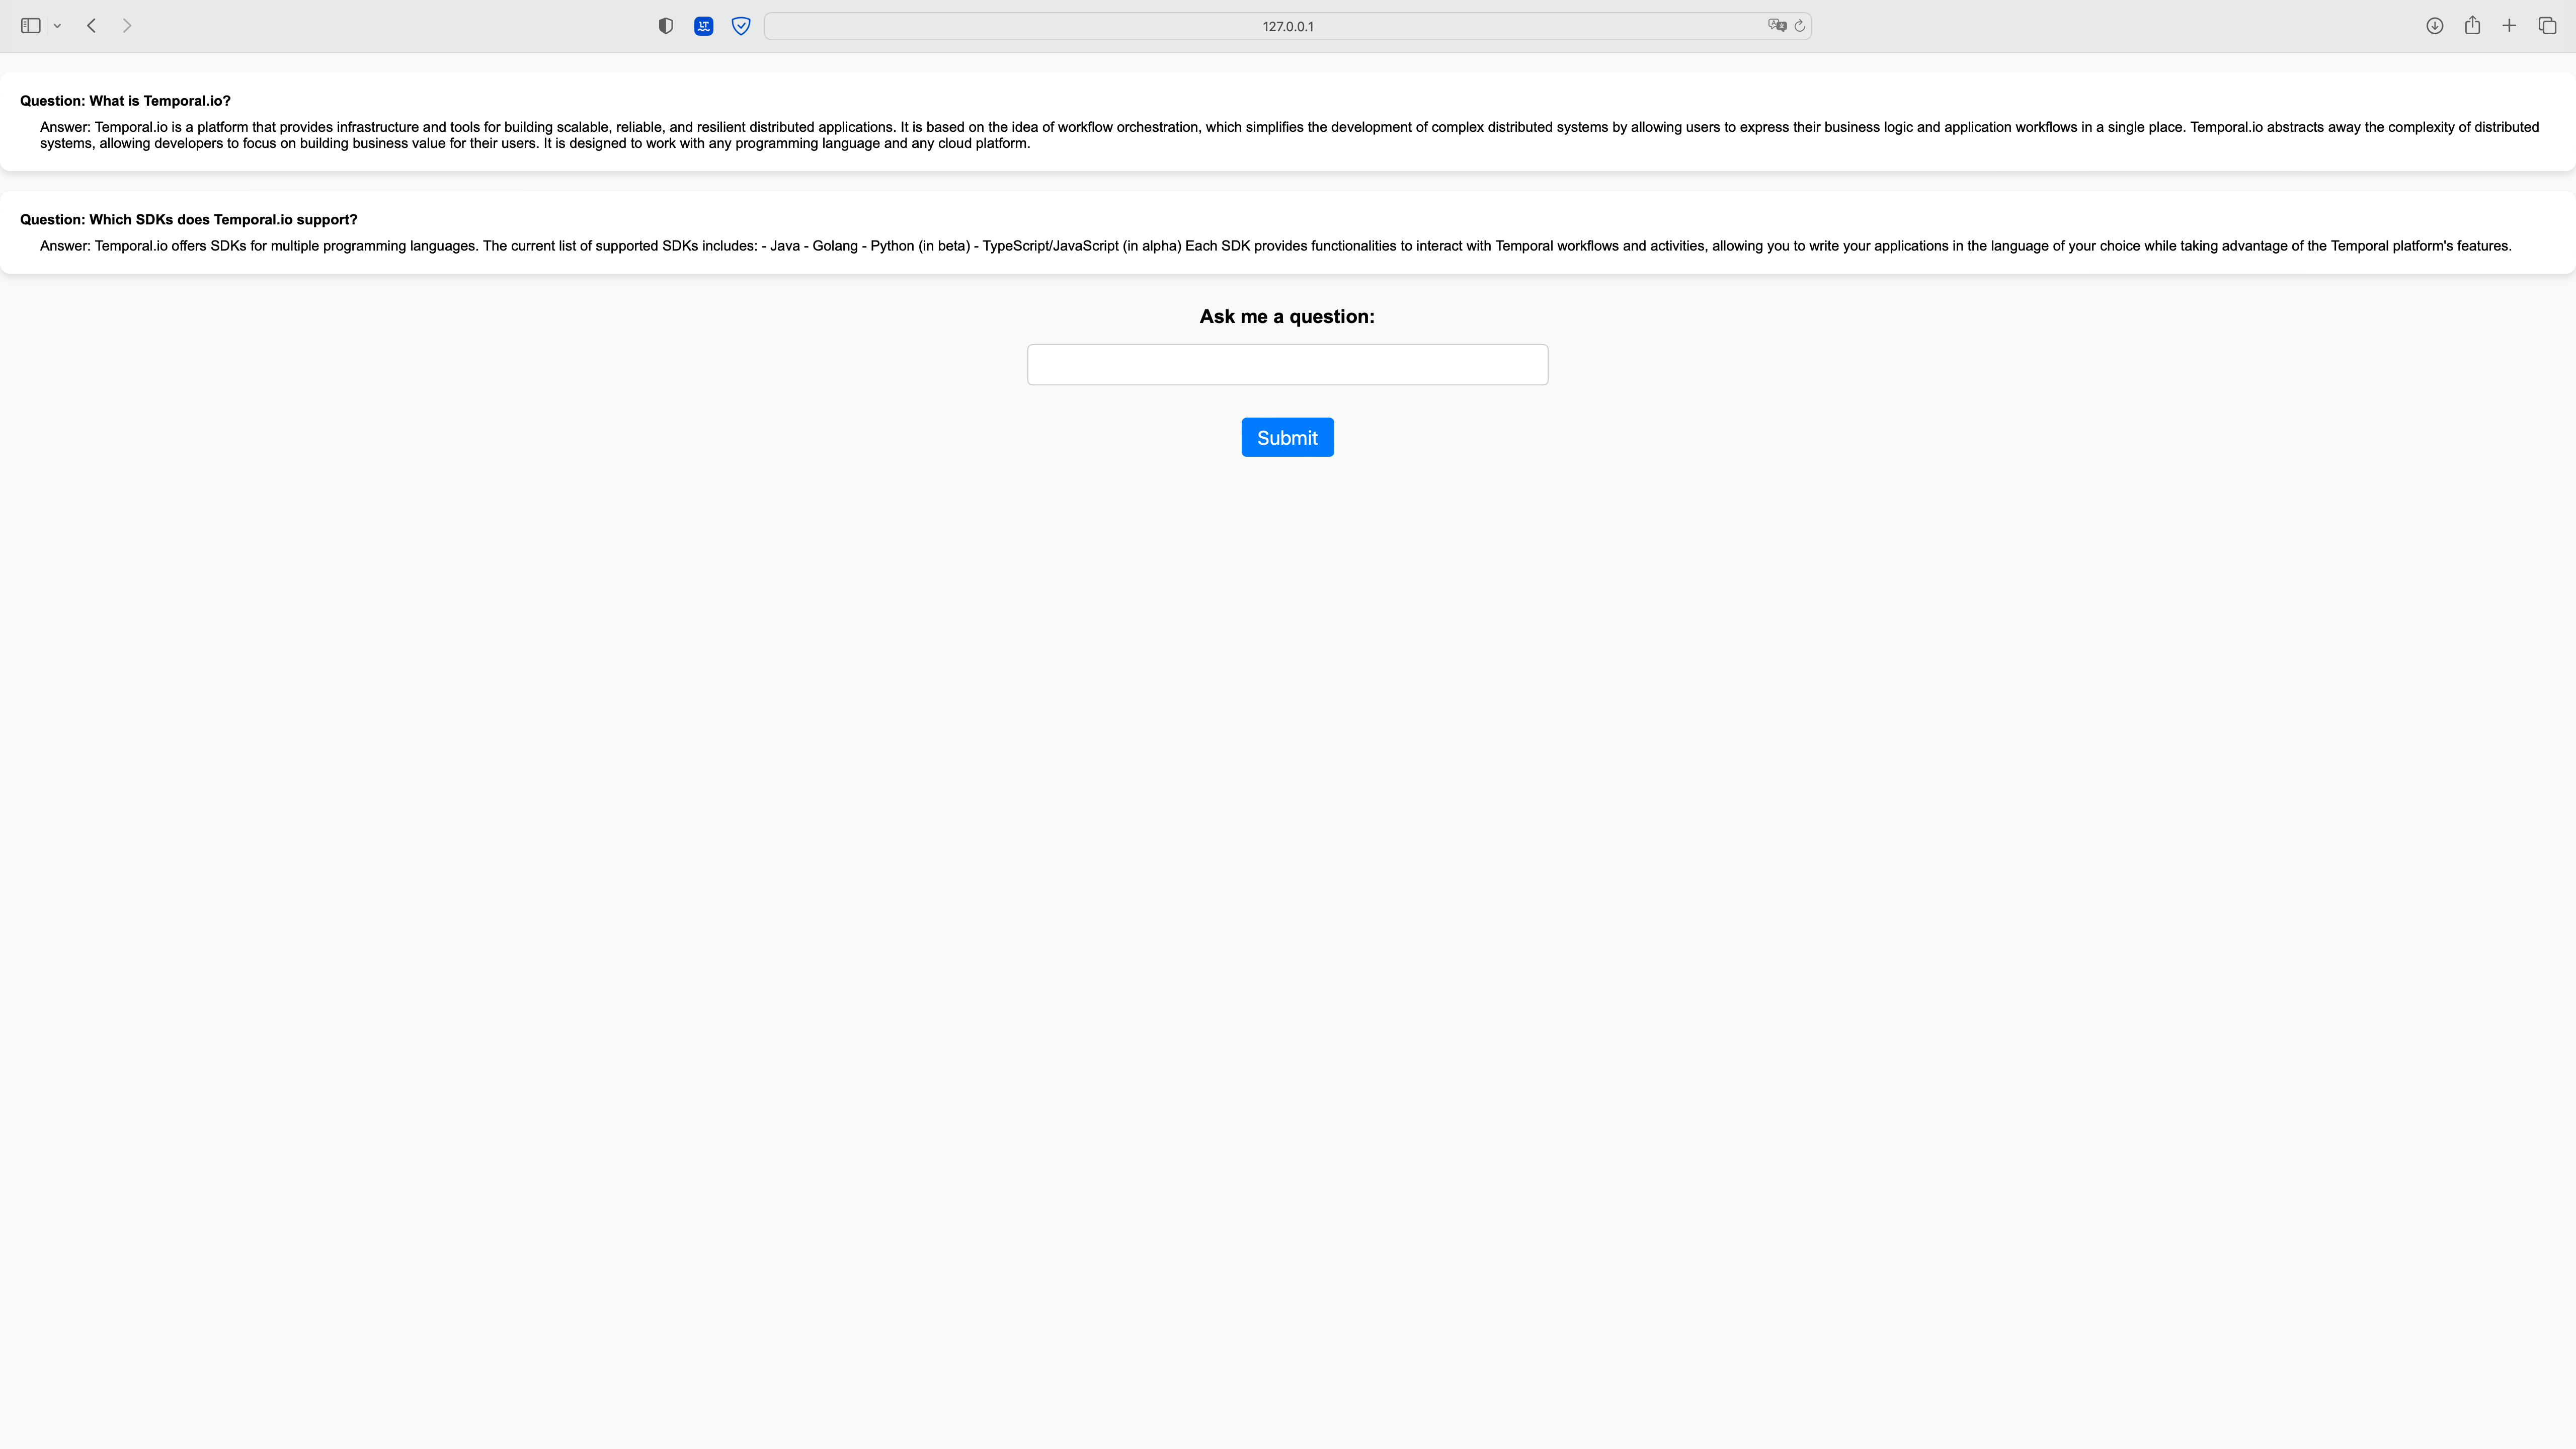 127.0.0.1
Question: What is Temporal.io?
Answer: Temporal.io is a platform that provides infrastructure and tools for building scalable, reliable, and resilient distributed applications. It is based on the idea of workflow orchestration, which simplifies the development of complex distributed systems by allowing users to express their business logic and application workflows in a single place. Temporal.io abstracts away the complexity of distributed
systems, allowing developers to focus on building business value for their users. It is designed to work with any programming language and any cloud platform.
Question: Which SDKs does Temporal.io support?
Answer: Temporal.io offers SDKs for multiple programming languages. The current list of supported SDKs includes: - Java - Golang - Python (in beta) - TypeScript/JavaScript (in alpha) Each SDK provides functionalities to interact with Temporal workflows and activities, allowing you to write your applications in the language of your choice while taking advantage of the Temporal platform's features.
Ask me a question:
Submit